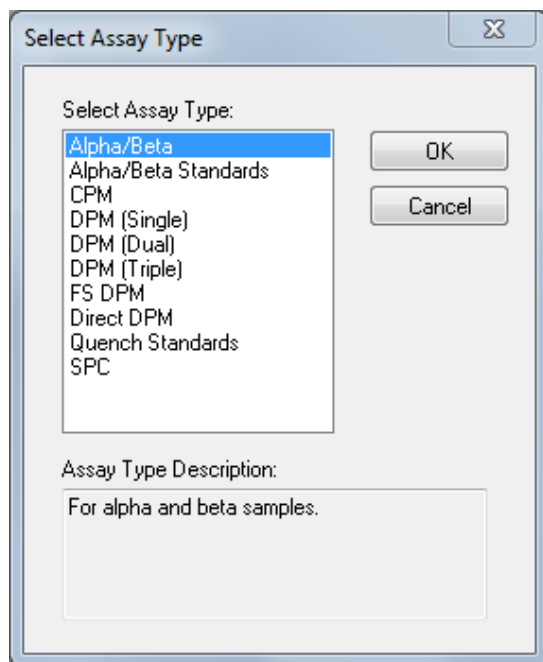 Select Assay Type
Select Assay Type:
Alpha/Beta
Alpha/Beta Standards
CPM
DPM (Single)
DPM (Dual)
DPM (Triple)
FS DPM
Direct DPM
Quench Standards
SPC
OK
Cancel
Assay Type Description:
For alpha and beta samples.